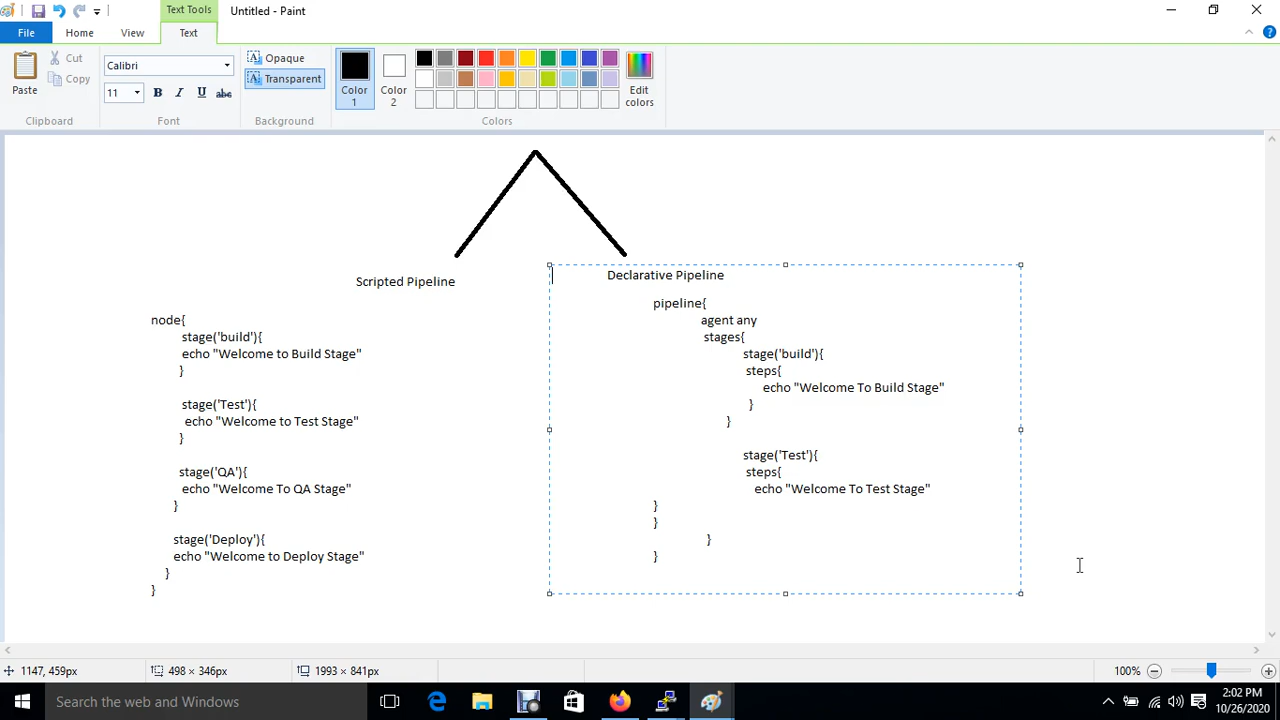 Text Tools
Untitled - Paint
File
Home
View
Text
Paste
Cut
Copy
Clipboard
Calibri
11
B I U abc
Font
Opaque
Transparent
Background
Color 1
Color 2
Edit colors
Colors
Scripted Pipeline
node{
stage('build'){
echo "Welcome to Build Stage"
}
stage('Test'){
echo "Welcome to Test Stage"
}
stage('QA'){
echo "Welcome To QA Stage"
}
stage('Deploy'){
echo "Welcome to Deploy Stage"
}
}
Declarative Pipeline
pipeline{
agent any
stages{
stage('build'){
steps{
echo "Welcome To Build Stage"
}
}
stage('Test'){
steps{
echo "Welcome To Test Stage"
}
}
}
}
1147, 459px
498 × 346px
1993 × 841px
100%
Search the web and Windows
2:02 PM
10/26/2020